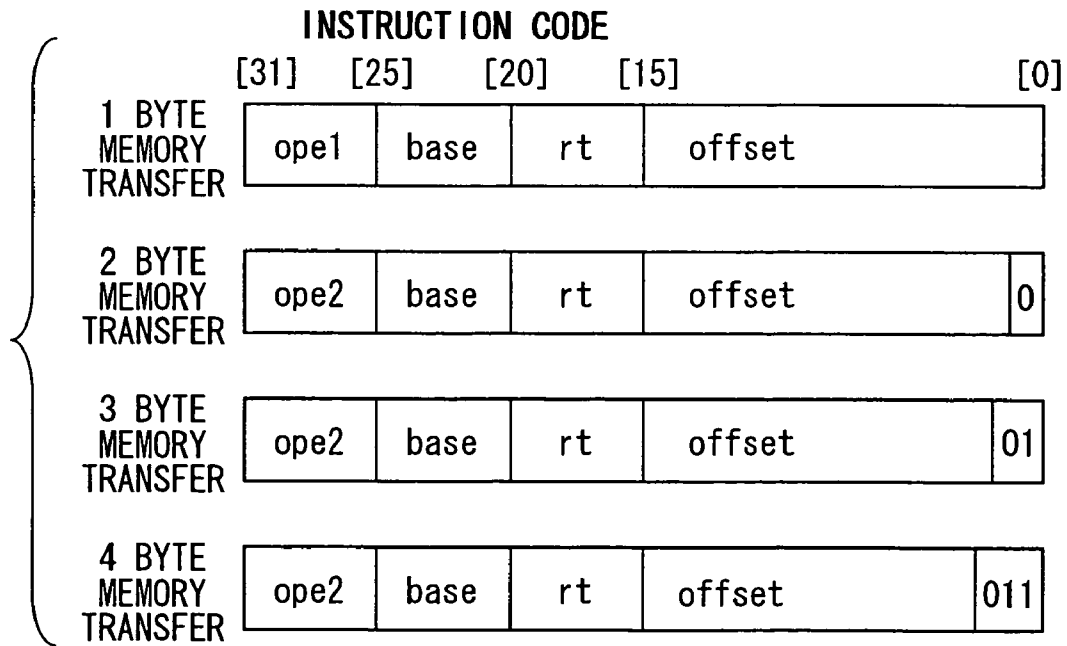 INSTRUCTION CODE
[31] [25] [20] [15] [0]
1 BYTE
MEMORY
TRANSFER
ope1 base rt offset
2 BYTE
MEMORY
TRANSFER
ope2 base rt offset 0
3 BYTE
MEMORY
TRANSFER
ope2 base rt offset 01
4 BYTE
MEMORY
TRANSFER
ope2 base rt offset 011